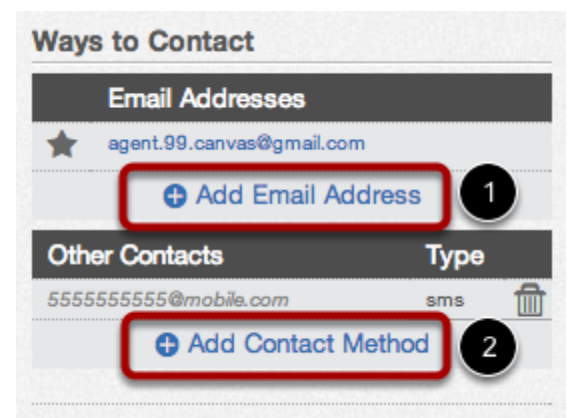 Ways to Contact
Email Addresses
agent.99.canvas@gmail.com
Add Email Address 1
Other Contacts Type
5555555555@mobile.com sms
Add Contact Method 2